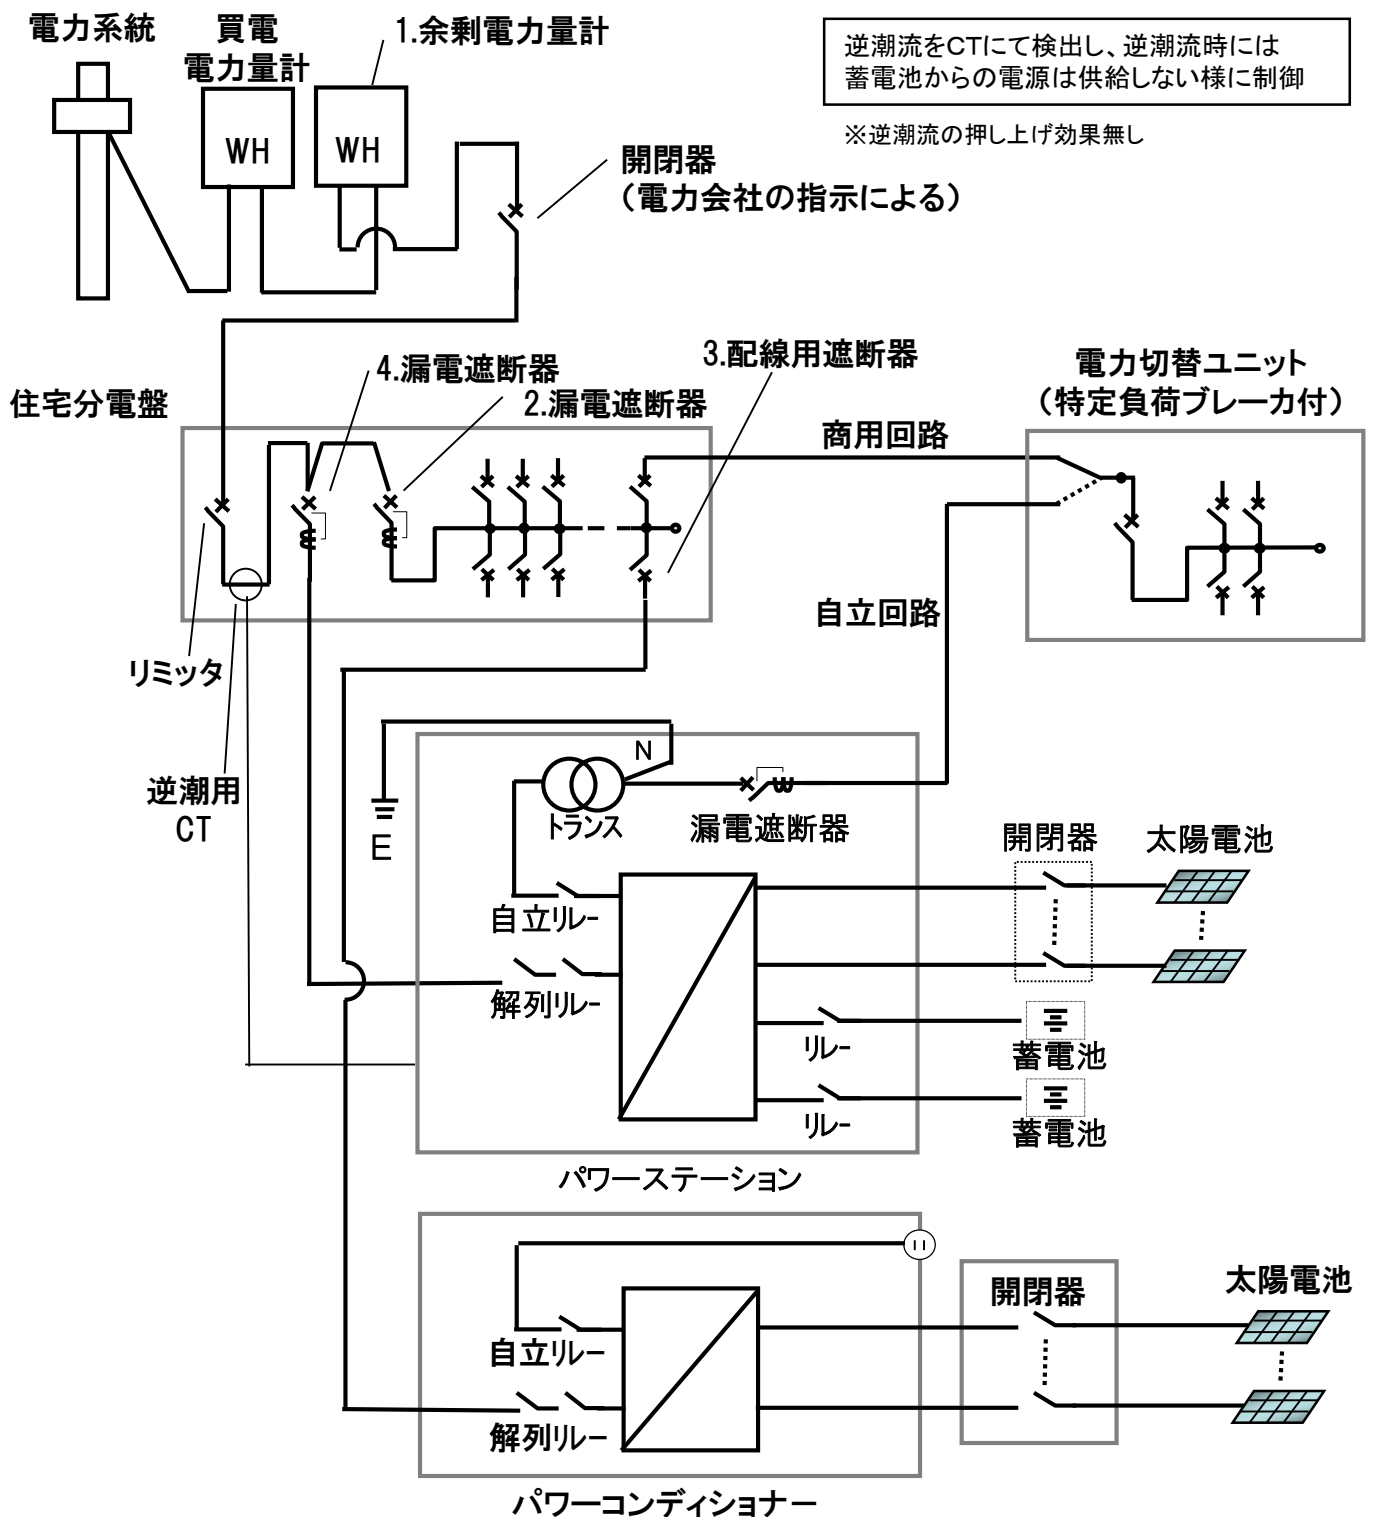 電力系統
買電
電力量計
1.余剰電力量計
逆潮流をCTにて検出し、逆潮流時には
蓄電池からの電源は供給しない様に制御
※逆潮流の押し上げ効果無し
WH
WH
開閉器
（電力会社の指示による）
住宅分電盤
4.漏電遮断器
2.漏電遮断器
3.配線用遮断器
電力切替ユニット
（特定負荷ブレーカ付）
商用回路
自立回路
リミッタ
逆潮用
CT
N
E
トランス
漏電遮断器
開閉器
太陽電池
自立リレー
解列リレー
リレー
蓄電池
リレー
蓄電池
パワーステーション
開閉器
太陽電池
自立リレー
解列リレー
パワーコンディショナー